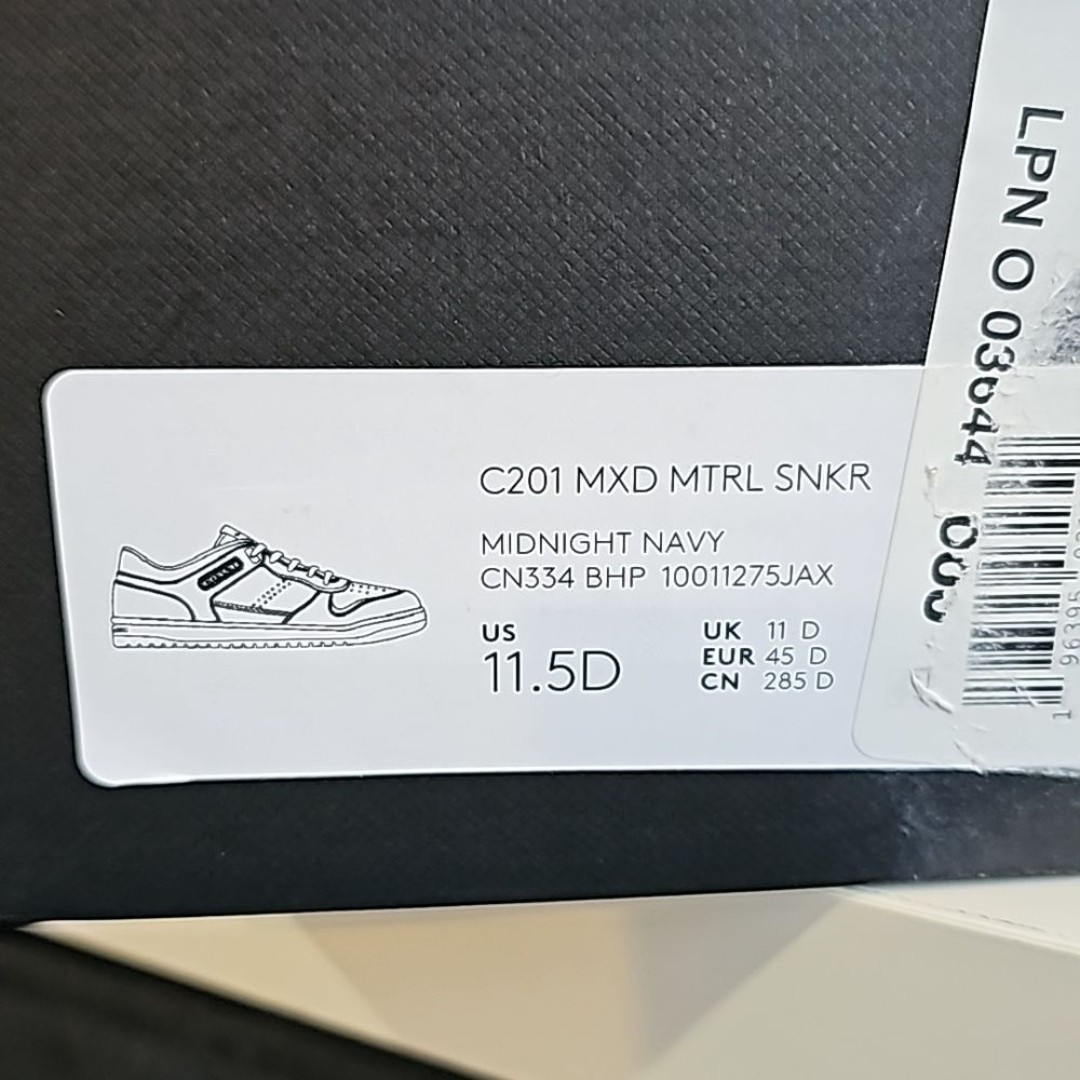 C201 MXD MTRL SNKR
MIDNIGHT NAVY
CN334 BHP 10011275JAX
US
11.5D
UK 11 D
EUR 45 D
CN 285 D
LPN O 03644